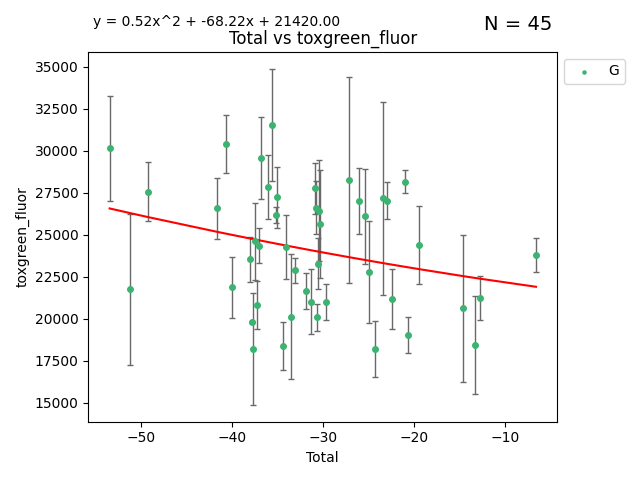 y = 0.52x^2 + -68.22x + 21420.00
N = 45
Total vs toxgreen_fluor
G
35000
32500
30000
27500
25000
22500
20000
17500
15000
toxgreen_fluor
−50
−40
−30
−20
−10
Total